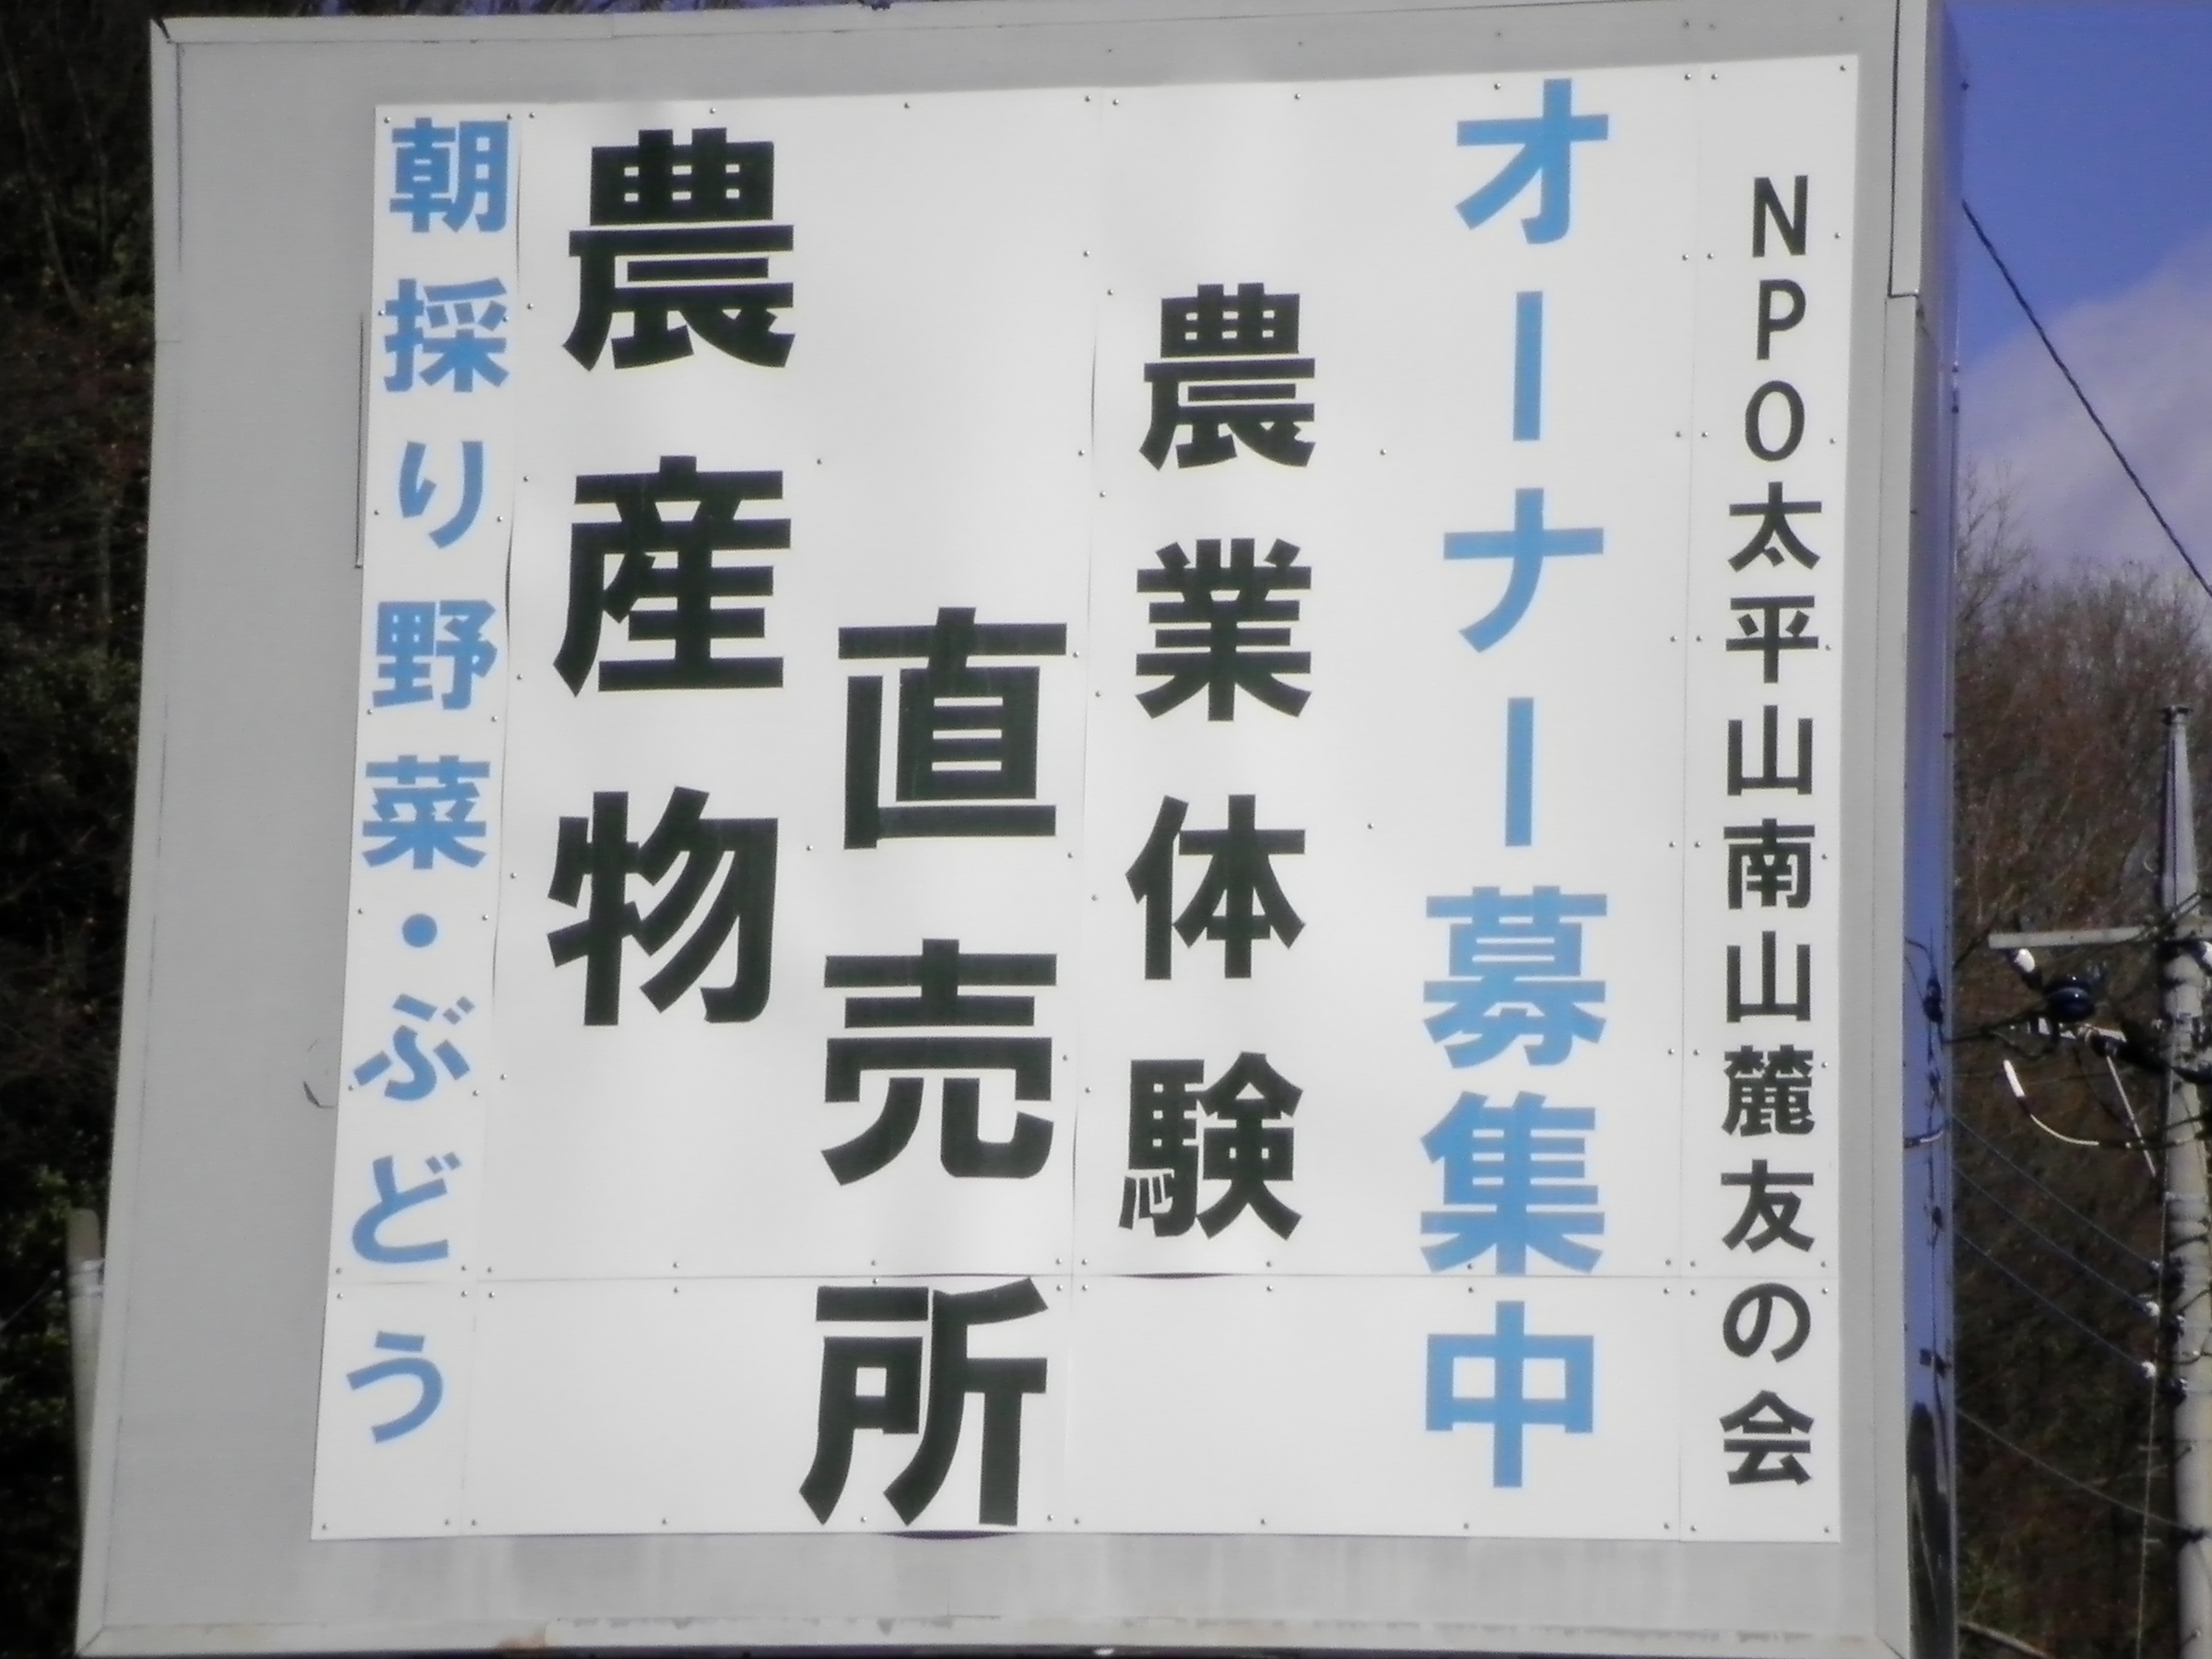 NPO太平山南山麓友の会
オーナー募集中
農業体験
農産物
直売所
朝採り野菜・ぶどう